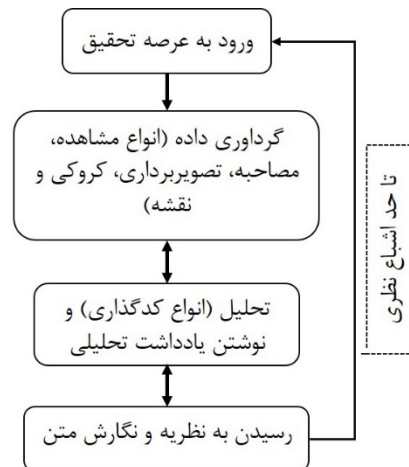 ورود به عرصه تحقیق
گرداوری داده (انواع مشاهده،
مصاحبه، تصویربرداری، کروکی و
نقشه)
تحلیل (انواع کدگذاری) و
نوشتن یادداشت تحلیلی
رسیدن به نظریه و نگارش متن
تا حد اشباع نظری